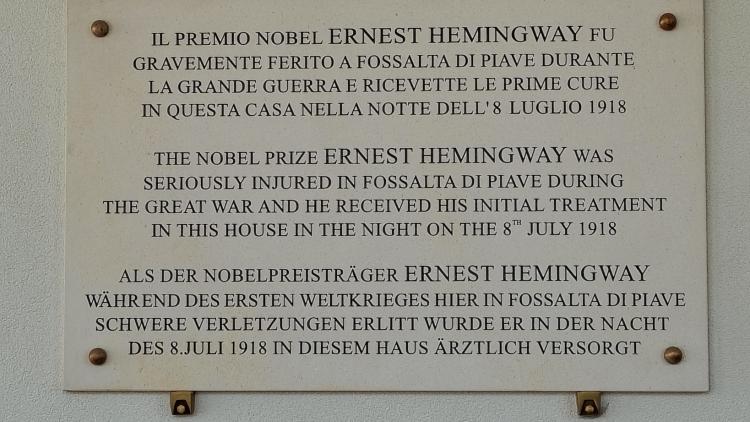 IL PREMIO NOBEL ERNEST HEMINGWAY FU
GRAVEMENTE FERITO A FOSSALTA DI PIAVE DURANTE
LA GRANDE GUERRA E RICEVETTE LE PRIME CURE
IN QUESTA CASA NELLA NOTTE DELL'8 LUGLIO 1918
THE NOBEL PRIZE ERNEST HEMINGWAY WAS
SERIOUSLY INJURED IN FOSSALTA DI PIAVE DURING
THE GREAT WAR AND HE RECEIVED HIS INITIAL TREATMENT
IN THIS HOUSE IN THE NIGHT ON THE 8TH JULY 1918
ALS DER NOBELPREISTRÄGER ERNEST HEMINGWAY
WÄHREND DES ERSTEN WELTKRIEGES HIER IN FOSSALTA DI PIAVE
SCHWERE VERLETZUNGEN ERLITT WURDE ER IN DER NACHT
DES 8.JULI 1918 IN DIESEM HAUS ÄRZTLICH VERSORGT